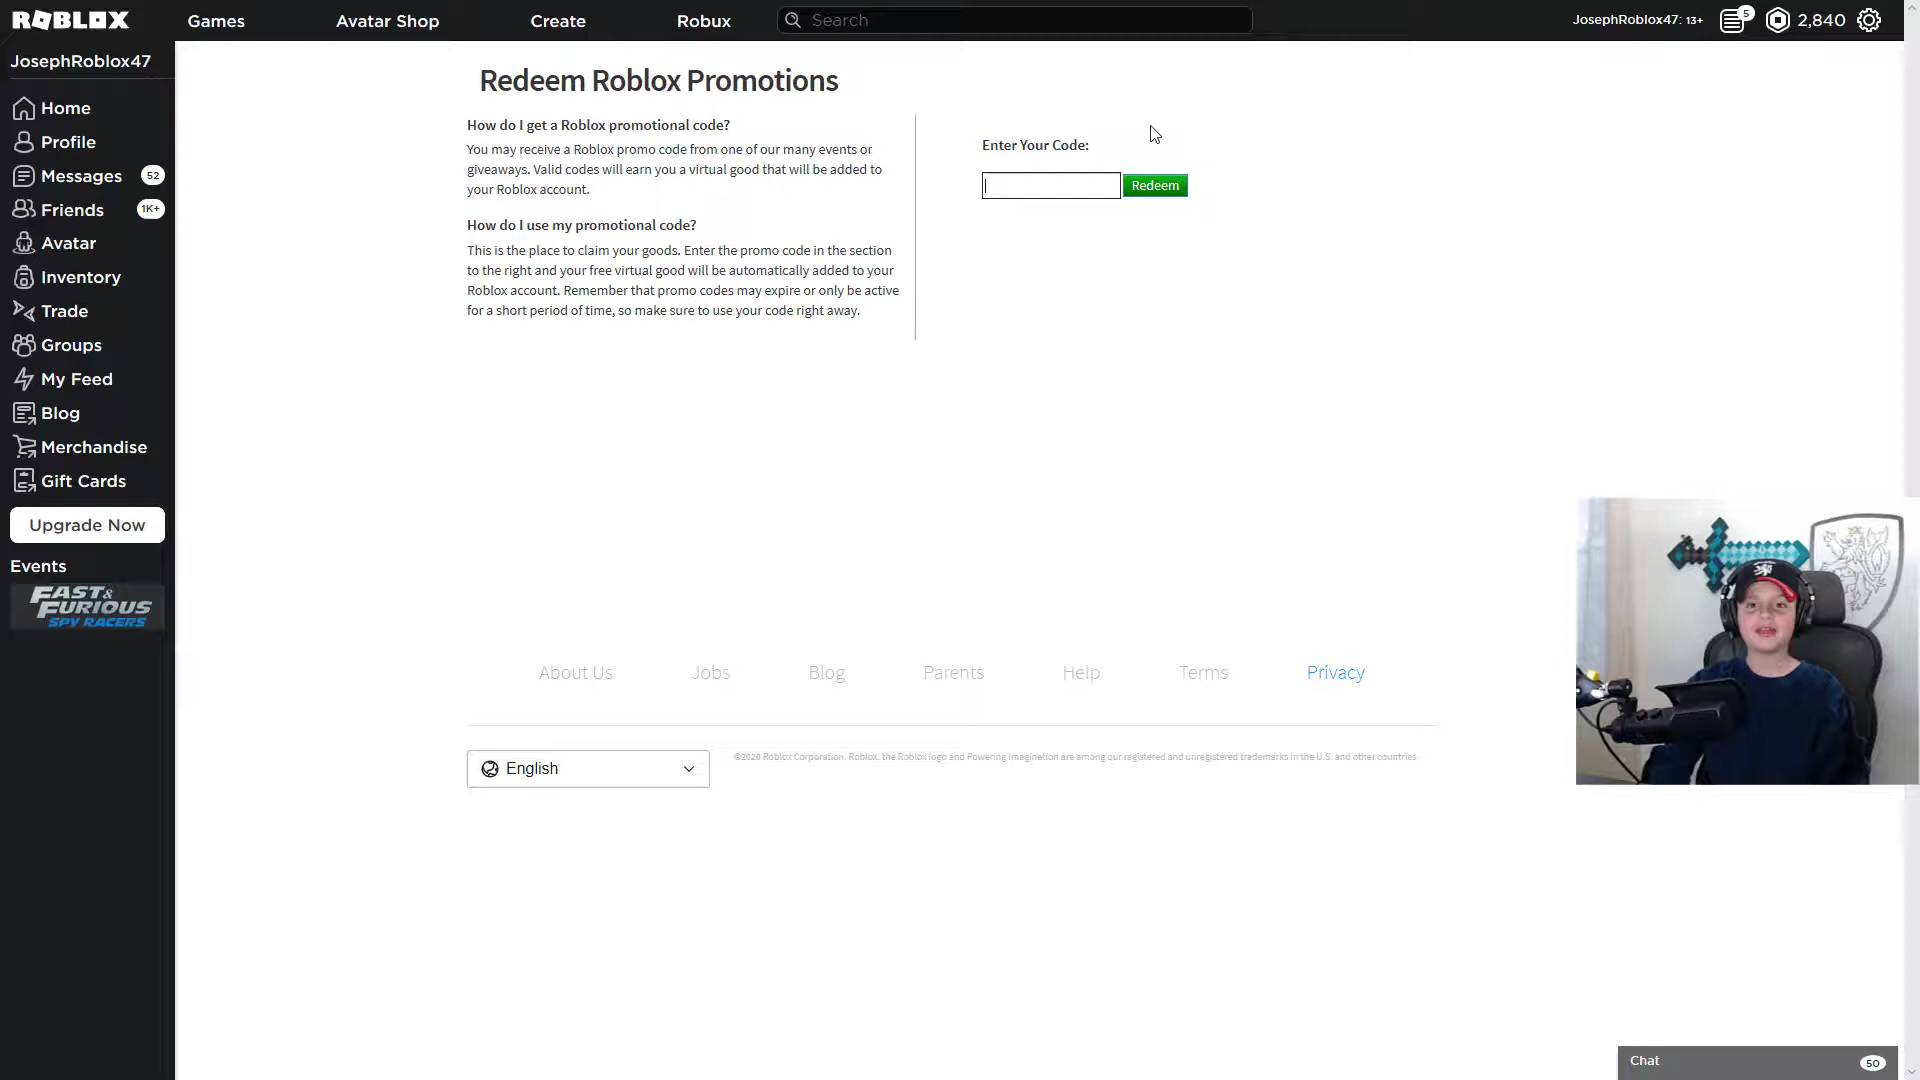 ROBLOX
Games
Avatar Shop
Create
Robux
Search
JosephRoblox47: 13+
5
2,840
JosephRoblox47
Home
Profile
Messages
52
Friends
1K+
Avatar
Inventory
Trade
Groups
My Feed
Blog
Merchandise
Gift Cards
Upgrade Now
Events
FAST &
FURIOUS
SPY RACERS
Redeem Roblox Promotions
How do I get a Roblox promotional code?
You may receive a Roblox promo code from one of our many events or
giveaways. Valid codes will earn you a virtual good that will be added to
your Roblox account.
How do I use my promotional code?
This is the place to claim your goods. Enter the promo code in the section
to the right and your free virtual good will be automatically added to your
Roblox account. Remember that promo codes may expire or only be active
for a short period of time, so make sure to use your code right away.
Enter Your Code:
Redeem
About Us
Jobs
Blog
Parents
Help
Terms
Privacy
English
©2020 Roblox Corporation. Roblox, the Roblox logo and Powering Imagination are among our registered and unregistered trademarks in the U.S. and other countries.
Chat
50